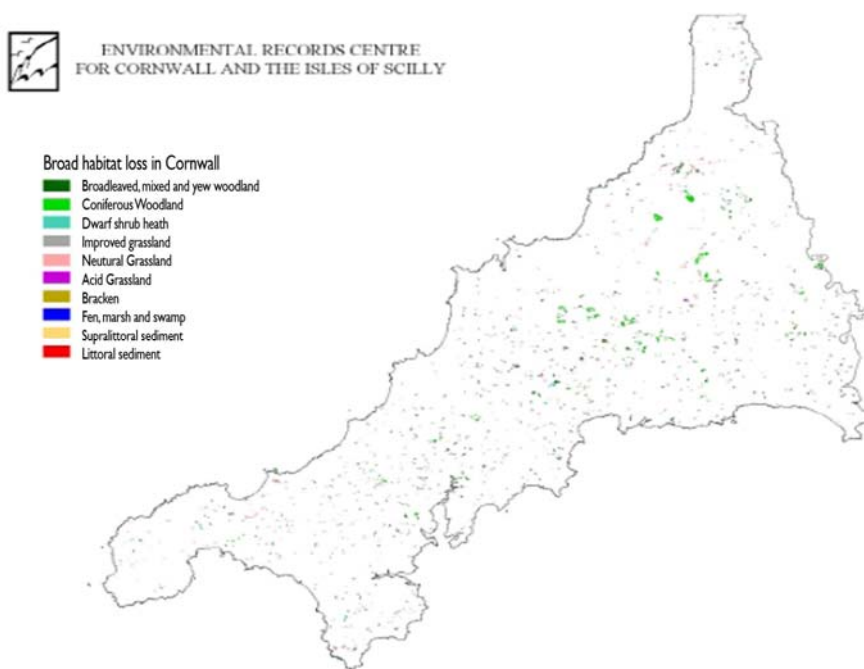 ENVIRONMENTAL RECORDS CENTRE
FOR CORNWALL AND THE ISLES OF SCILLY
Broad habitat loss in Cornwall
Broadleaved, mixed and yew woodland
Coniferous Woodland
Dwarf shrub heath
Improved grassland
Neutural Grassland
Acid Grassland
Bracken
Fen, marsh and swamp
Supralittoral sediment
Littoral sediment